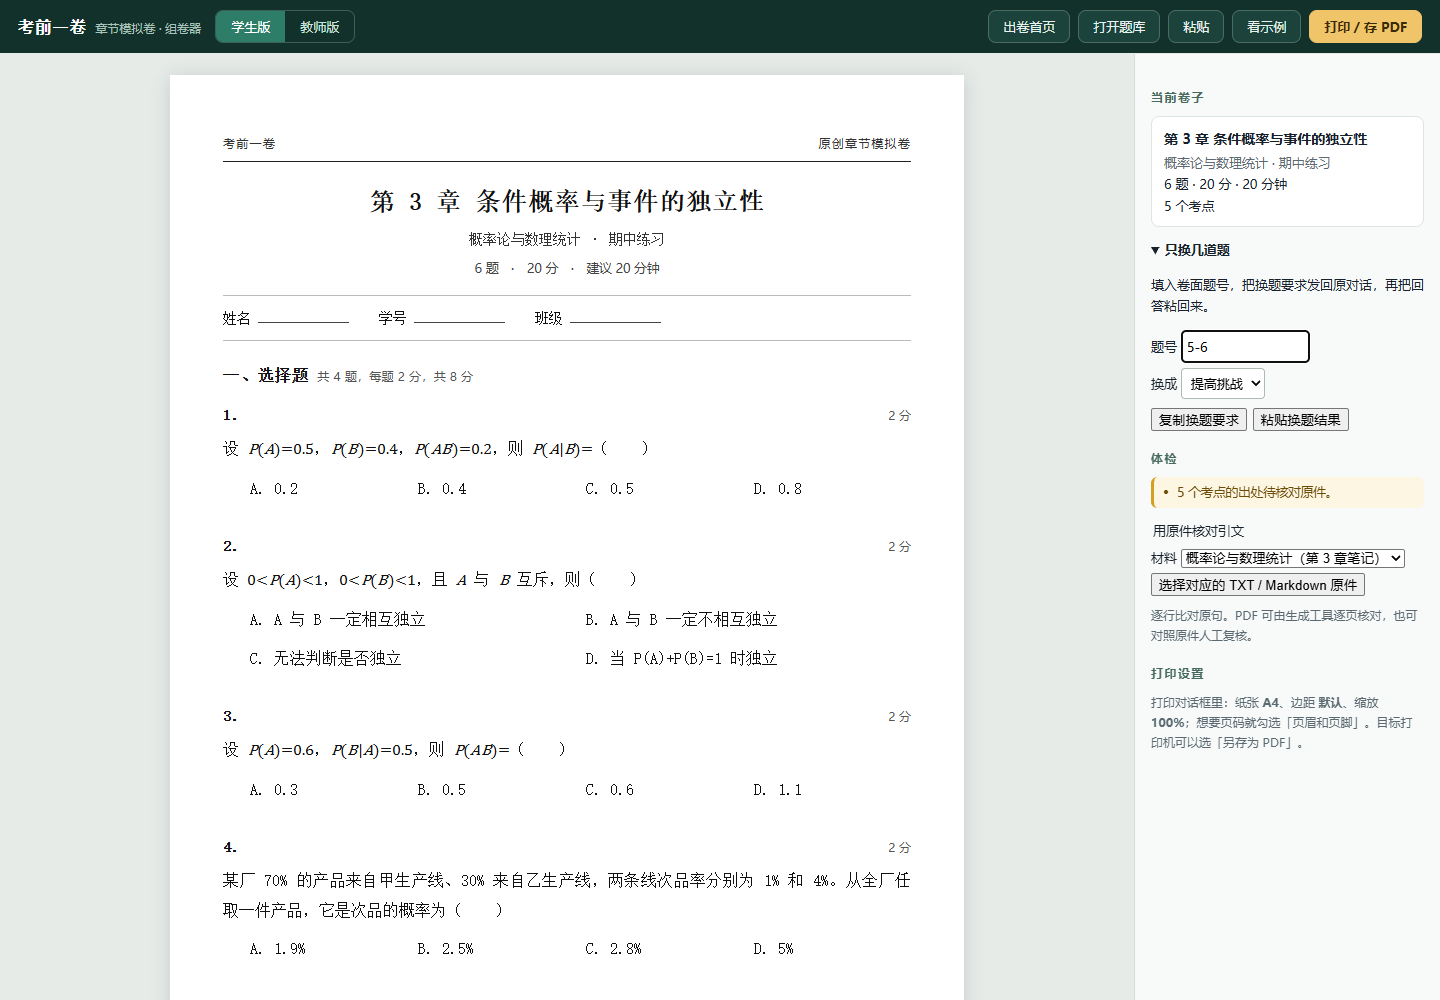 考前一卷 章节模拟卷 · 组卷器 学生版 教师版 出卷首页 打开题库 粘贴 看示例 打印 / 存 PDF
考前一卷 原创章节模拟卷
第 3 章 条件概率与事件的独立性
概率论与数理统计 · 期中练习
6 题 · 20 分 · 建议 20 分钟
姓名 学号 班级
一、选择题 共 4 题，每题 2 分，共 8 分
1. 2 分
设 P(A)=0.5，P(B)=0.4，P(AB)=0.2，则 P(A|B)=（　　）
A. 0.2 B. 0.4 C. 0.5 D. 0.8
2. 2 分
设 0<P(A)<1，0<P(B)<1，且 A 与 B 互斥，则（　　）
A. A 与 B 一定相互独立 B. A 与 B 一定不相互独立
C. 无法判断是否独立 D. 当 P(A)+P(B)=1 时独立
3. 2 分
设 P(A)=0.6，P(B|A)=0.5，则 P(AB)=（　　）
A. 0.3 B. 0.5 C. 0.6 D. 1.1
4. 2 分
某厂 70% 的产品来自甲生产线、30% 来自乙生产线，两条线次品率分别为 1% 和 4%。从全厂任
取一件产品，它是次品的概率为（　　）
A. 1.9% B. 2.5% C. 2.8% D. 5%
当前卷子
第 3 章 条件概率与事件的独立性
概率论与数理统计 · 期中练习
6 题 · 20 分 · 20 分钟
5 个考点
▼ 只换几道题
填入卷面题号，把换题要求发回原对话，再把回
答粘回来。
题号 5-6
换成 提高挑战
复制换题要求 粘贴换题结果
体检
• 5 个考点的出处待核对原件。
用原件核对引文
材料 概率论与数理统计（第 3 章笔记）
选择对应的 TXT / Markdown 原件
逐行比对原句。PDF 可由生成工具逐页核对，也可
对照原件人工复核。
打印设置
打印对话框里：纸张 A4、边距 默认、缩放
100%；想要页码就勾选「页眉和页脚」。目标打
印机可以选「另存为 PDF」。